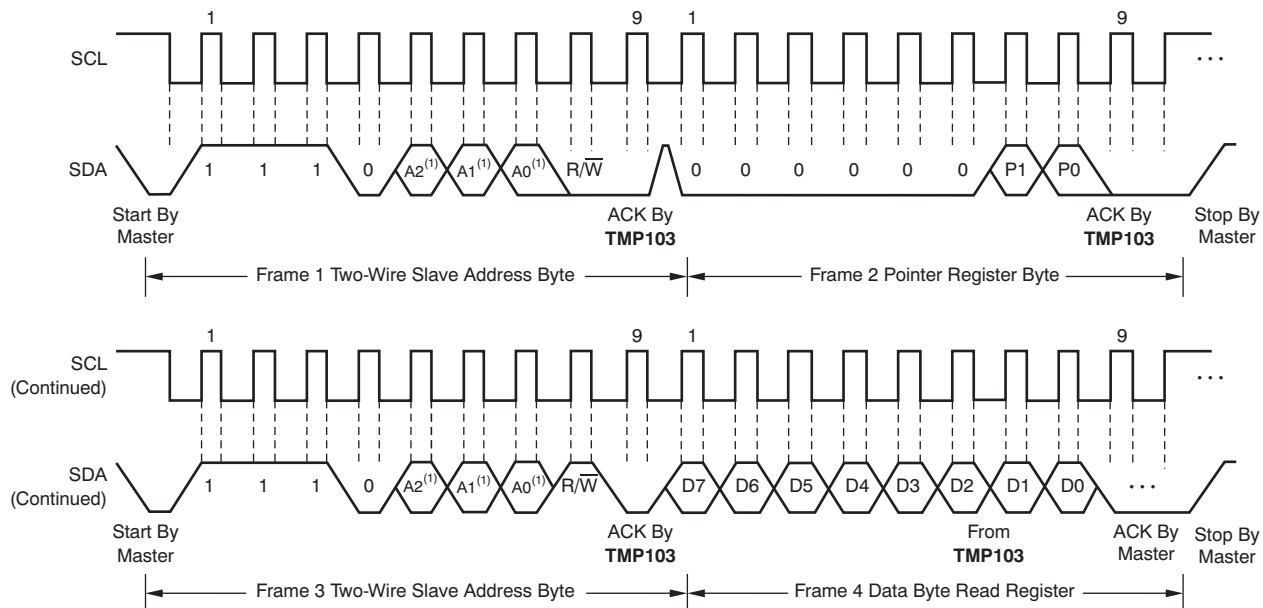 1 9 1 9
SCL ...
SDA 1 1 1 0 A2(1) A1(1) A0(1) R/W̅ 0 0 0 0 0 0 P1 P0
Start By Master ACK By TMP103 ACK By TMP103 Stop By Master
Frame 1 Two-Wire Slave Address Byte Frame 2 Pointer Register Byte
1 9 1 9
SCL (Continued) ...
SDA (Continued) 1 1 1 0 A2(1) A1(1) A0(1) R/W̅ D7 D6 D5 D4 D3 D2 D1 D0 ...
Start By Master ACK By TMP103 From TMP103 ACK By Master Stop By Master
Frame 3 Two-Wire Slave Address Byte Frame 4 Data Byte Read Register